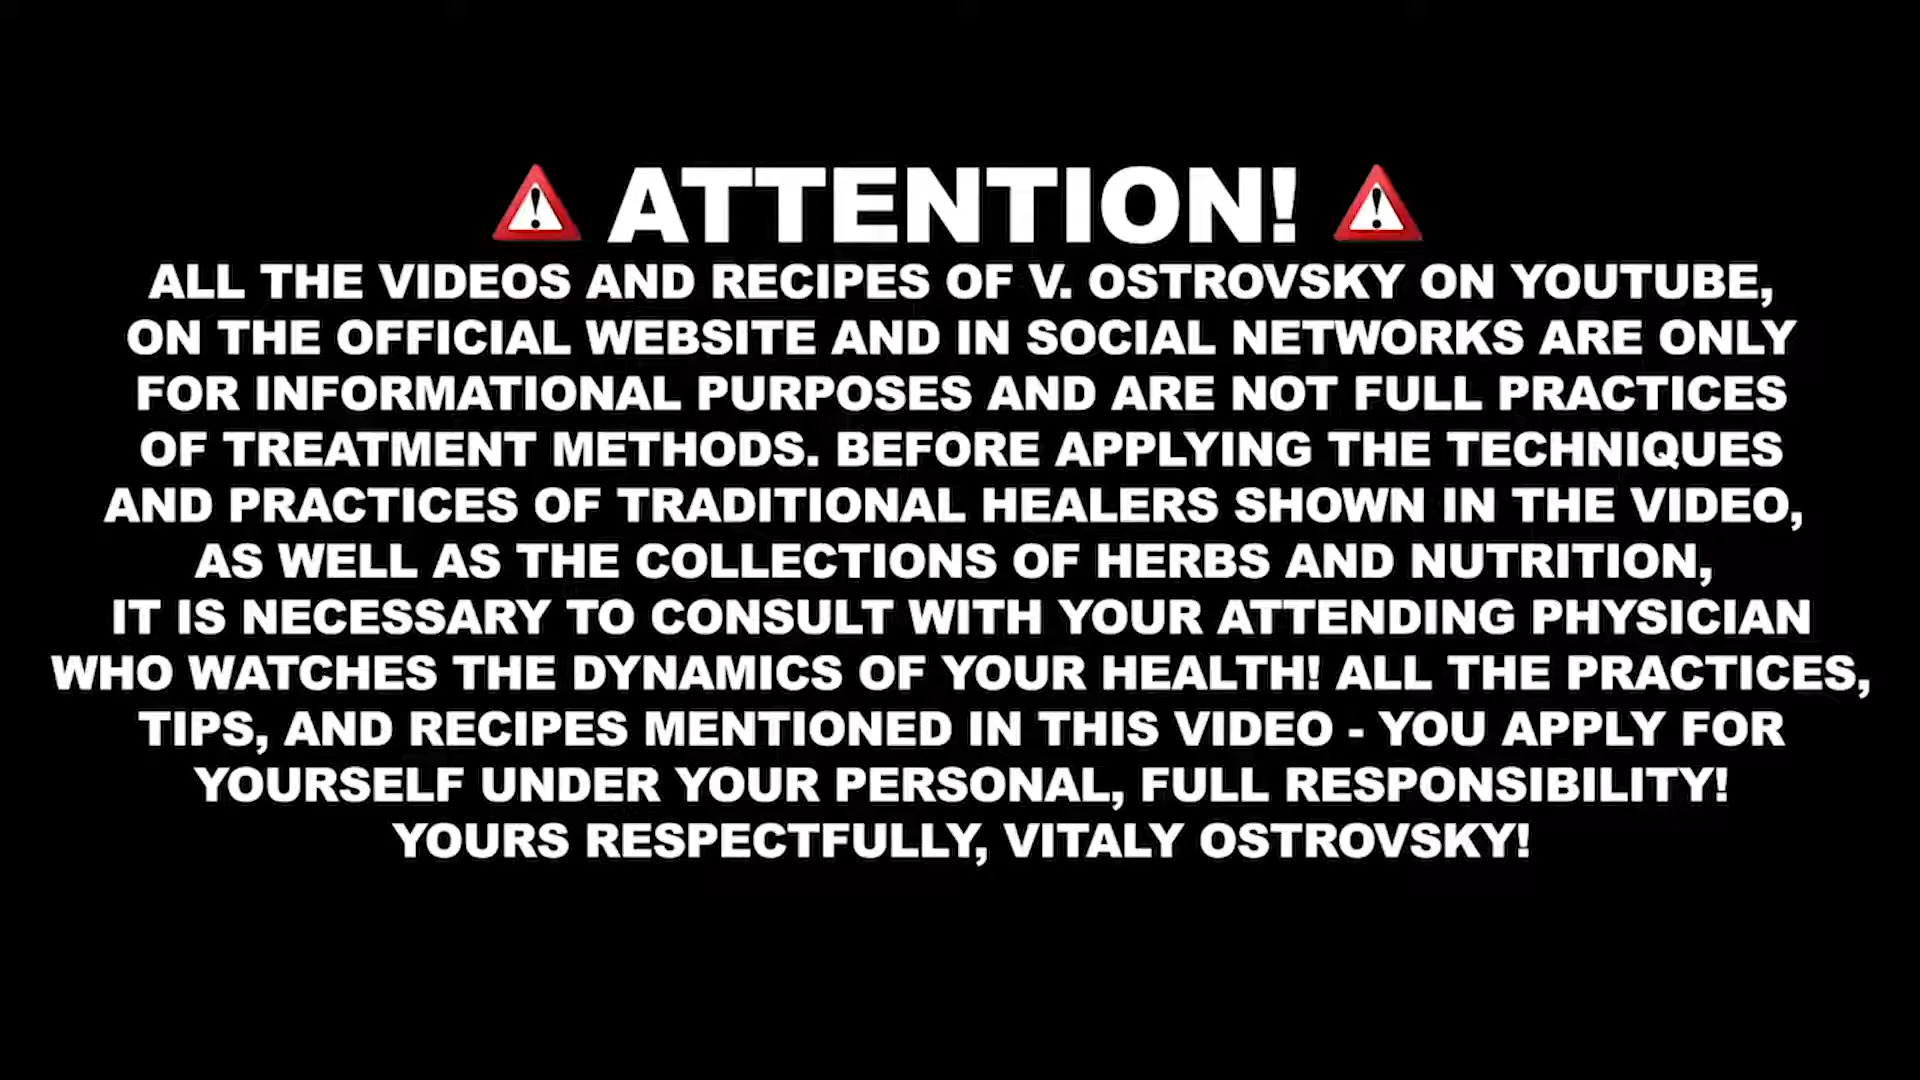 ATTENTION!
ALL THE VIDEOS AND RECIPES OF V. OSTROVSKY ON YOUTUBE,
ON THE OFFICIAL WEBSITE AND IN SOCIAL NETWORKS ARE ONLY
FOR INFORMATIONAL PURPOSES AND ARE NOT FULL PRACTICES
OF TREATMENT METHODS. BEFORE APPLYING THE TECHNIQUES
AND PRACTICES OF TRADITIONAL HEALERS SHOWN IN THE VIDEO,
AS WELL AS THE COLLECTIONS OF HERBS AND NUTRITION,
IT IS NECESSARY TO CONSULT WITH YOUR ATTENDING PHYSICIAN
WHO WATCHES THE DYNAMICS OF YOUR HEALTH! ALL THE PRACTICES,
TIPS, AND RECIPES MENTIONED IN THIS VIDEO - YOU APPLY FOR
YOURSELF UNDER YOUR PERSONAL, FULL RESPONSIBILITY!
YOURS RESPECTFULLY, VITALY OSTROVSKY!